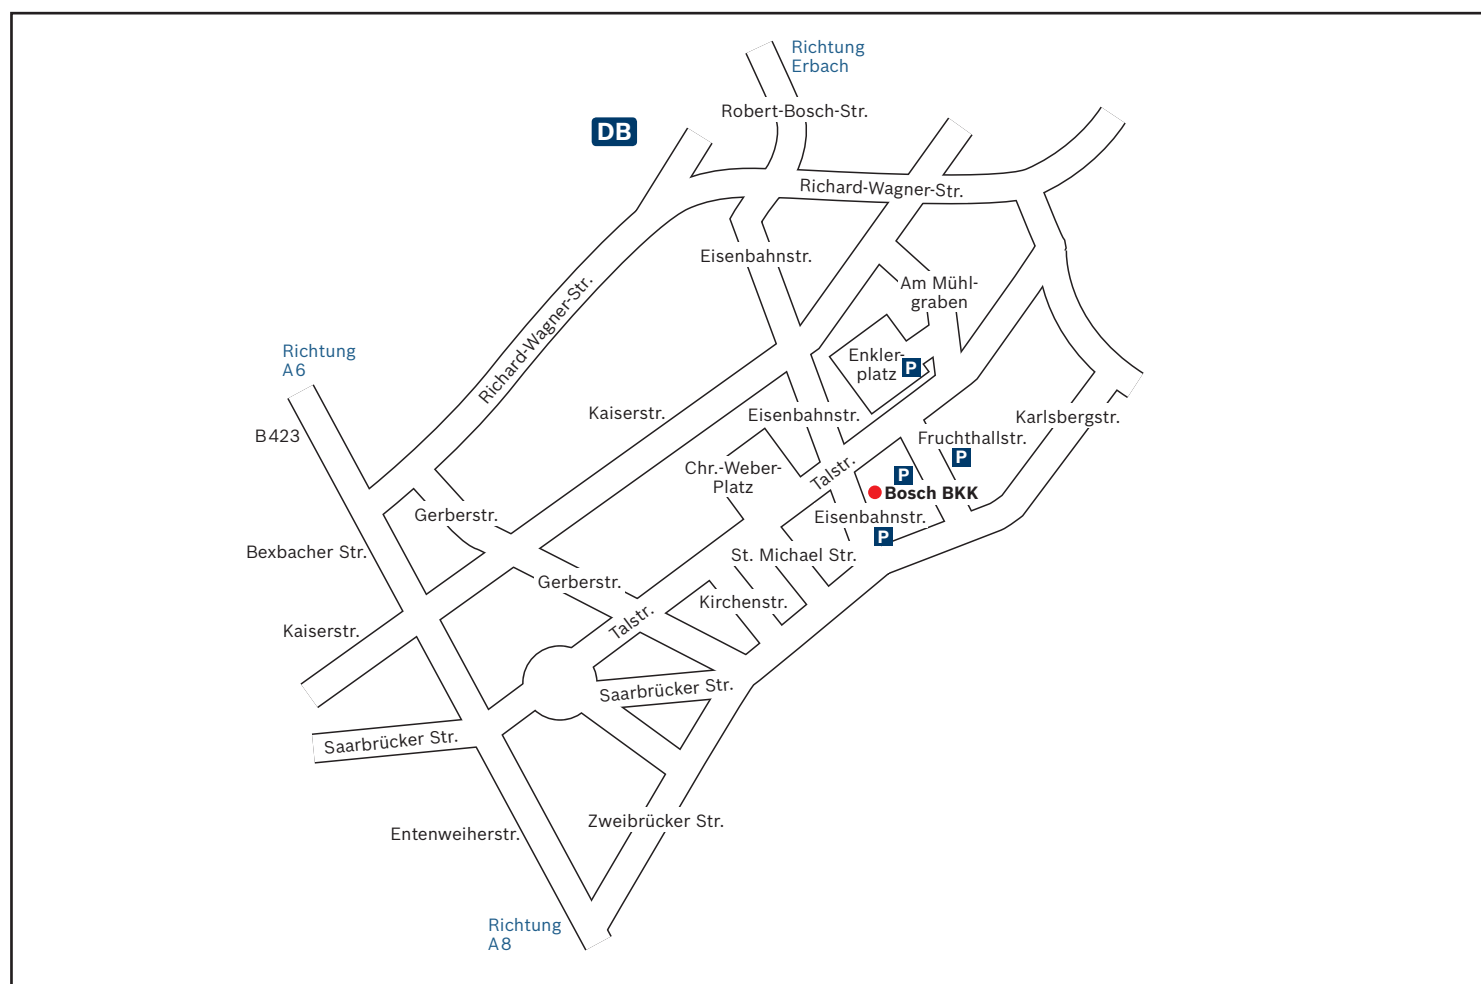 Richtung
Erbach
Robert-Bosch-Str.
DB
Richard-Wagner-Str.
Eisenbahnstr.
Am Mühl-
graben
Richard-Wagner-Str.
Richtung
A6
Enkler-
platz
P
Kaiserstr.
Eisenbahnstr.
Karlsbergstr.
B423
Fruchthallstr.
P
Chr.-Weber-
Platz
Talstr.
P
Bosch BKK
Gerberstr.
Eisenbahnstr.
P
Bexbacher Str.
St. Michael Str.
Gerberstr.
Kirchenstr.
Talstr.
Kaiserstr.
Saarbrücker Str.
Saarbrücker Str.
Zweibrücker Str.
Entenweiherstr.
Richtung
A8